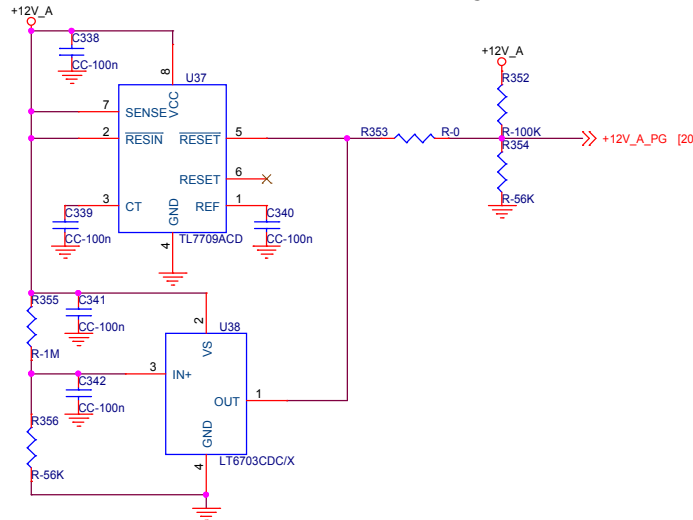 +12V_A
C338
CC-100n
8
U37
VCC
7
SENSE
2
RESIN
RESET
5
RESET
6
3
CT
REF
1
GND
4
TL7709ACD
C339
CC-100n
C340
CC-100n
+12V_A
R352
R-100K
R353
R-0
+12V_A_PG [20
R354
R-56K
R355
R-1M
C341
CC-100n
2
U38
VS
3
IN+
OUT
1
GND
4
LT6703CDC/X
C342
CC-100n
R356
R-56K